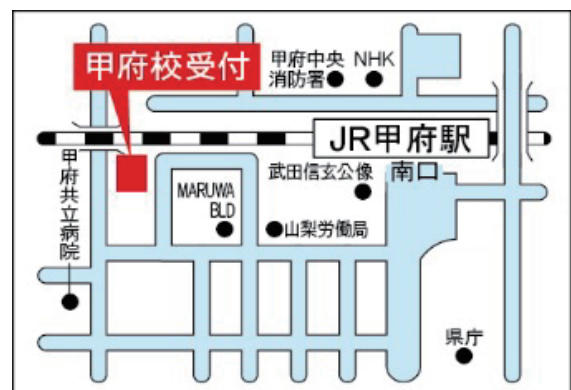 甲府校受付
甲府中央
消防署
NHK
JR甲府駅
南口
武田信玄公像
甲府共立病院
MARUWA
BLD
山梨労働局
県庁